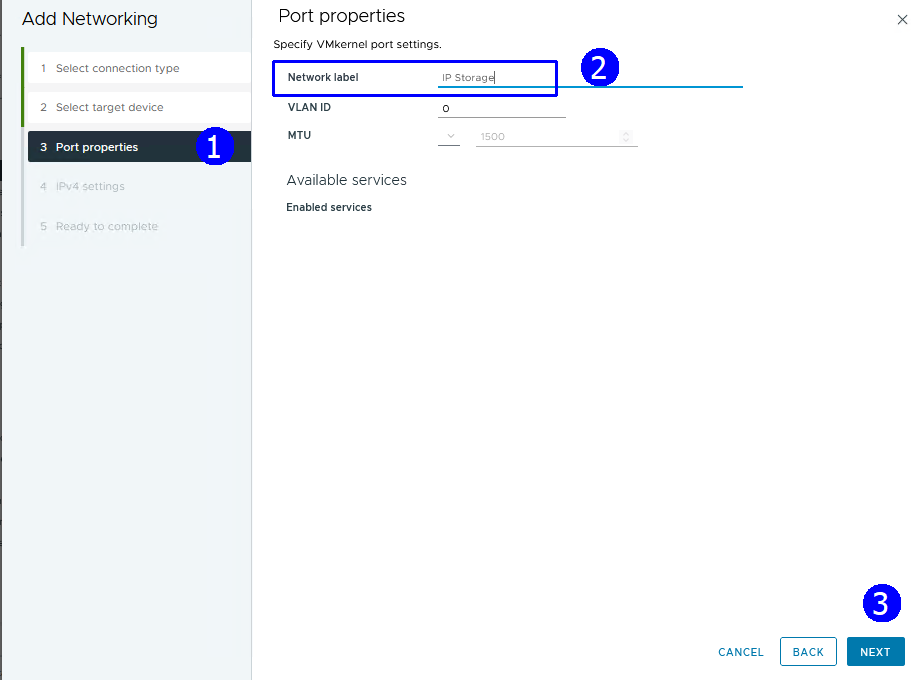 Add Networking
1 Select connection type
2 Select target device
3 Port properties
1
4 IPv4 settings
5 Ready to complete
Port properties
Specify VMkernel port settings.
Network label IP Storage
2
VLAN ID 0
MTU 1500
Available services
Enabled services
3
CANCEL BACK NEXT